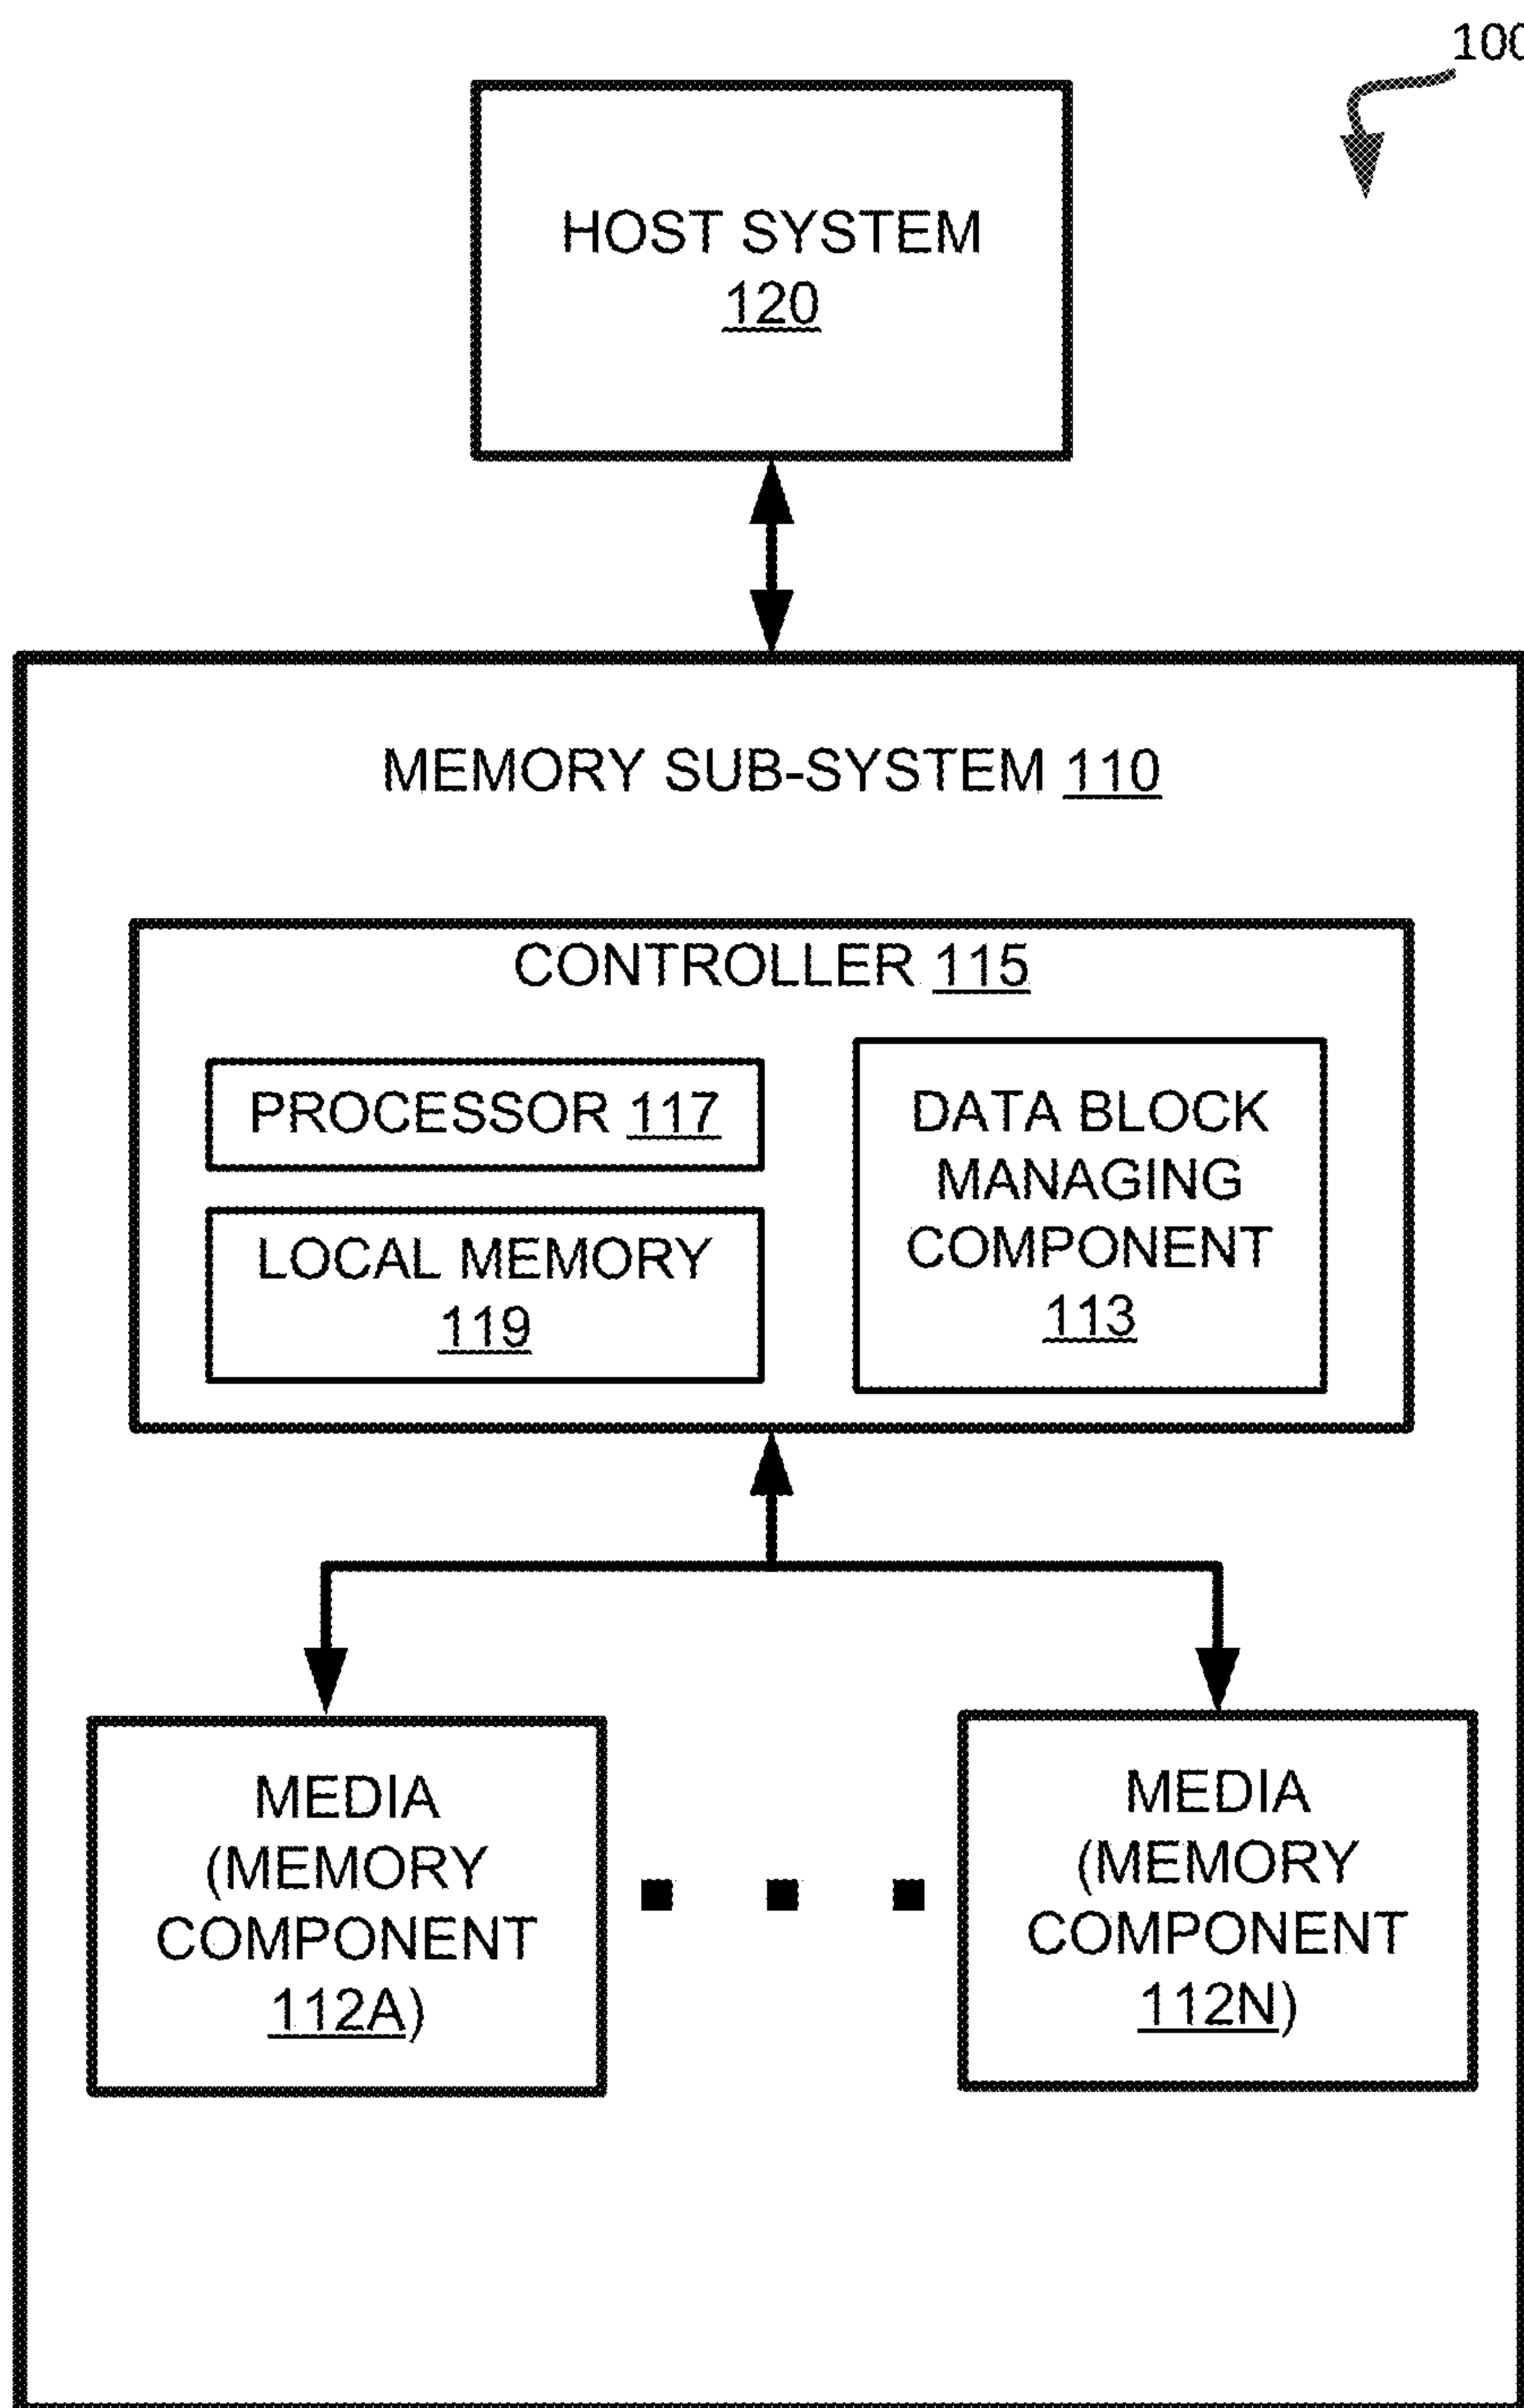 100
HOST SYSTEM
120
MEMORY SUB-SYSTEM 110
CONTROLLER 115
PROCESSOR 117
LOCAL MEMORY
119
DATA BLOCK
MANAGING
COMPONENT
113
MEDIA
(MEMORY
COMPONENT
112A)
MEDIA
(MEMORY
COMPONENT
112N)